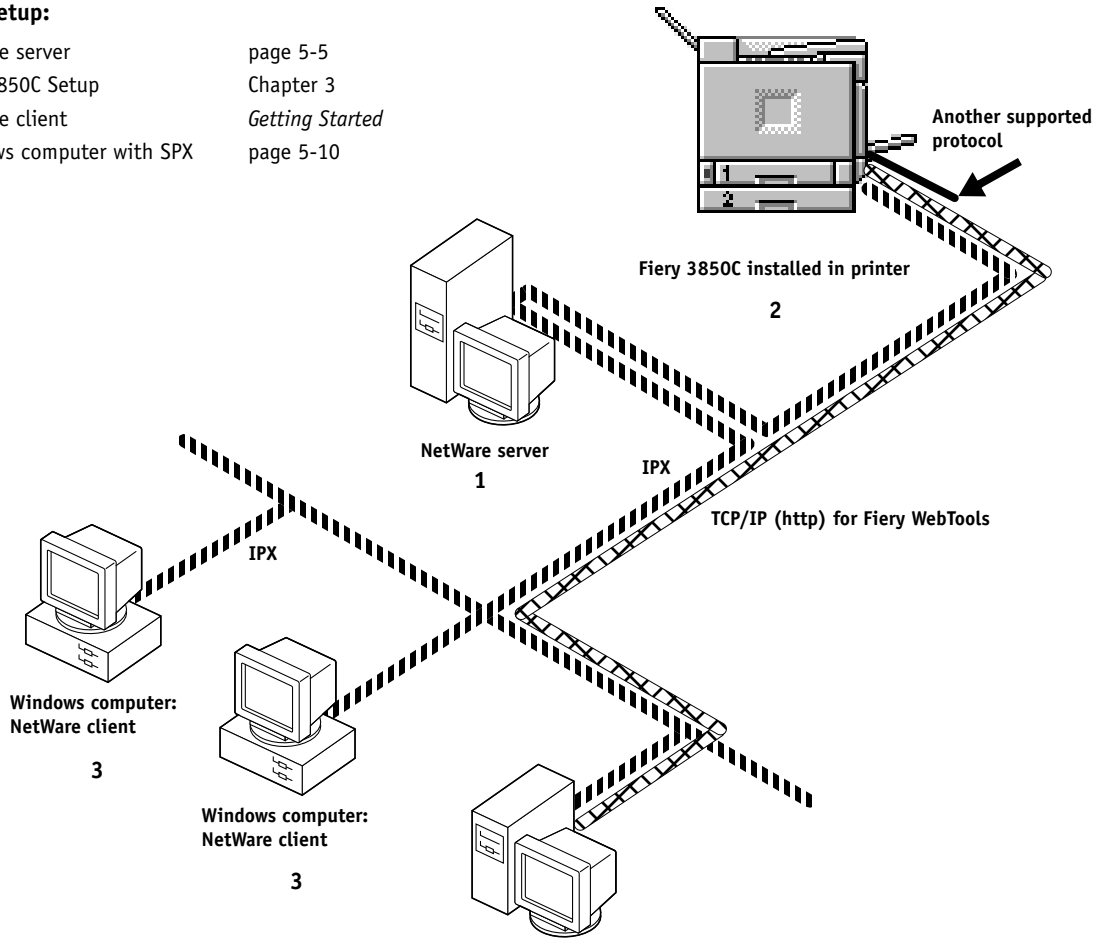 etup:
e server page 5-5
850C Setup Chapter 3
e client Getting Started
ws computer with SPX page 5-10
Another supported
protocol
1
2
Fiery 3850C installed in printer
2
NetWare server
1
IPX
TCP/IP (http) for Fiery WebTools
IPX
Windows computer:
NetWare client
3
Windows computer:
NetWare client
3